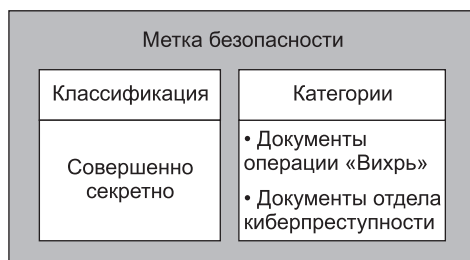 Метка безопасности
Классификация
Совершенно
секретно
Категории
• Документы
операции «Вихрь»
• Документы отдела
киберпреступности